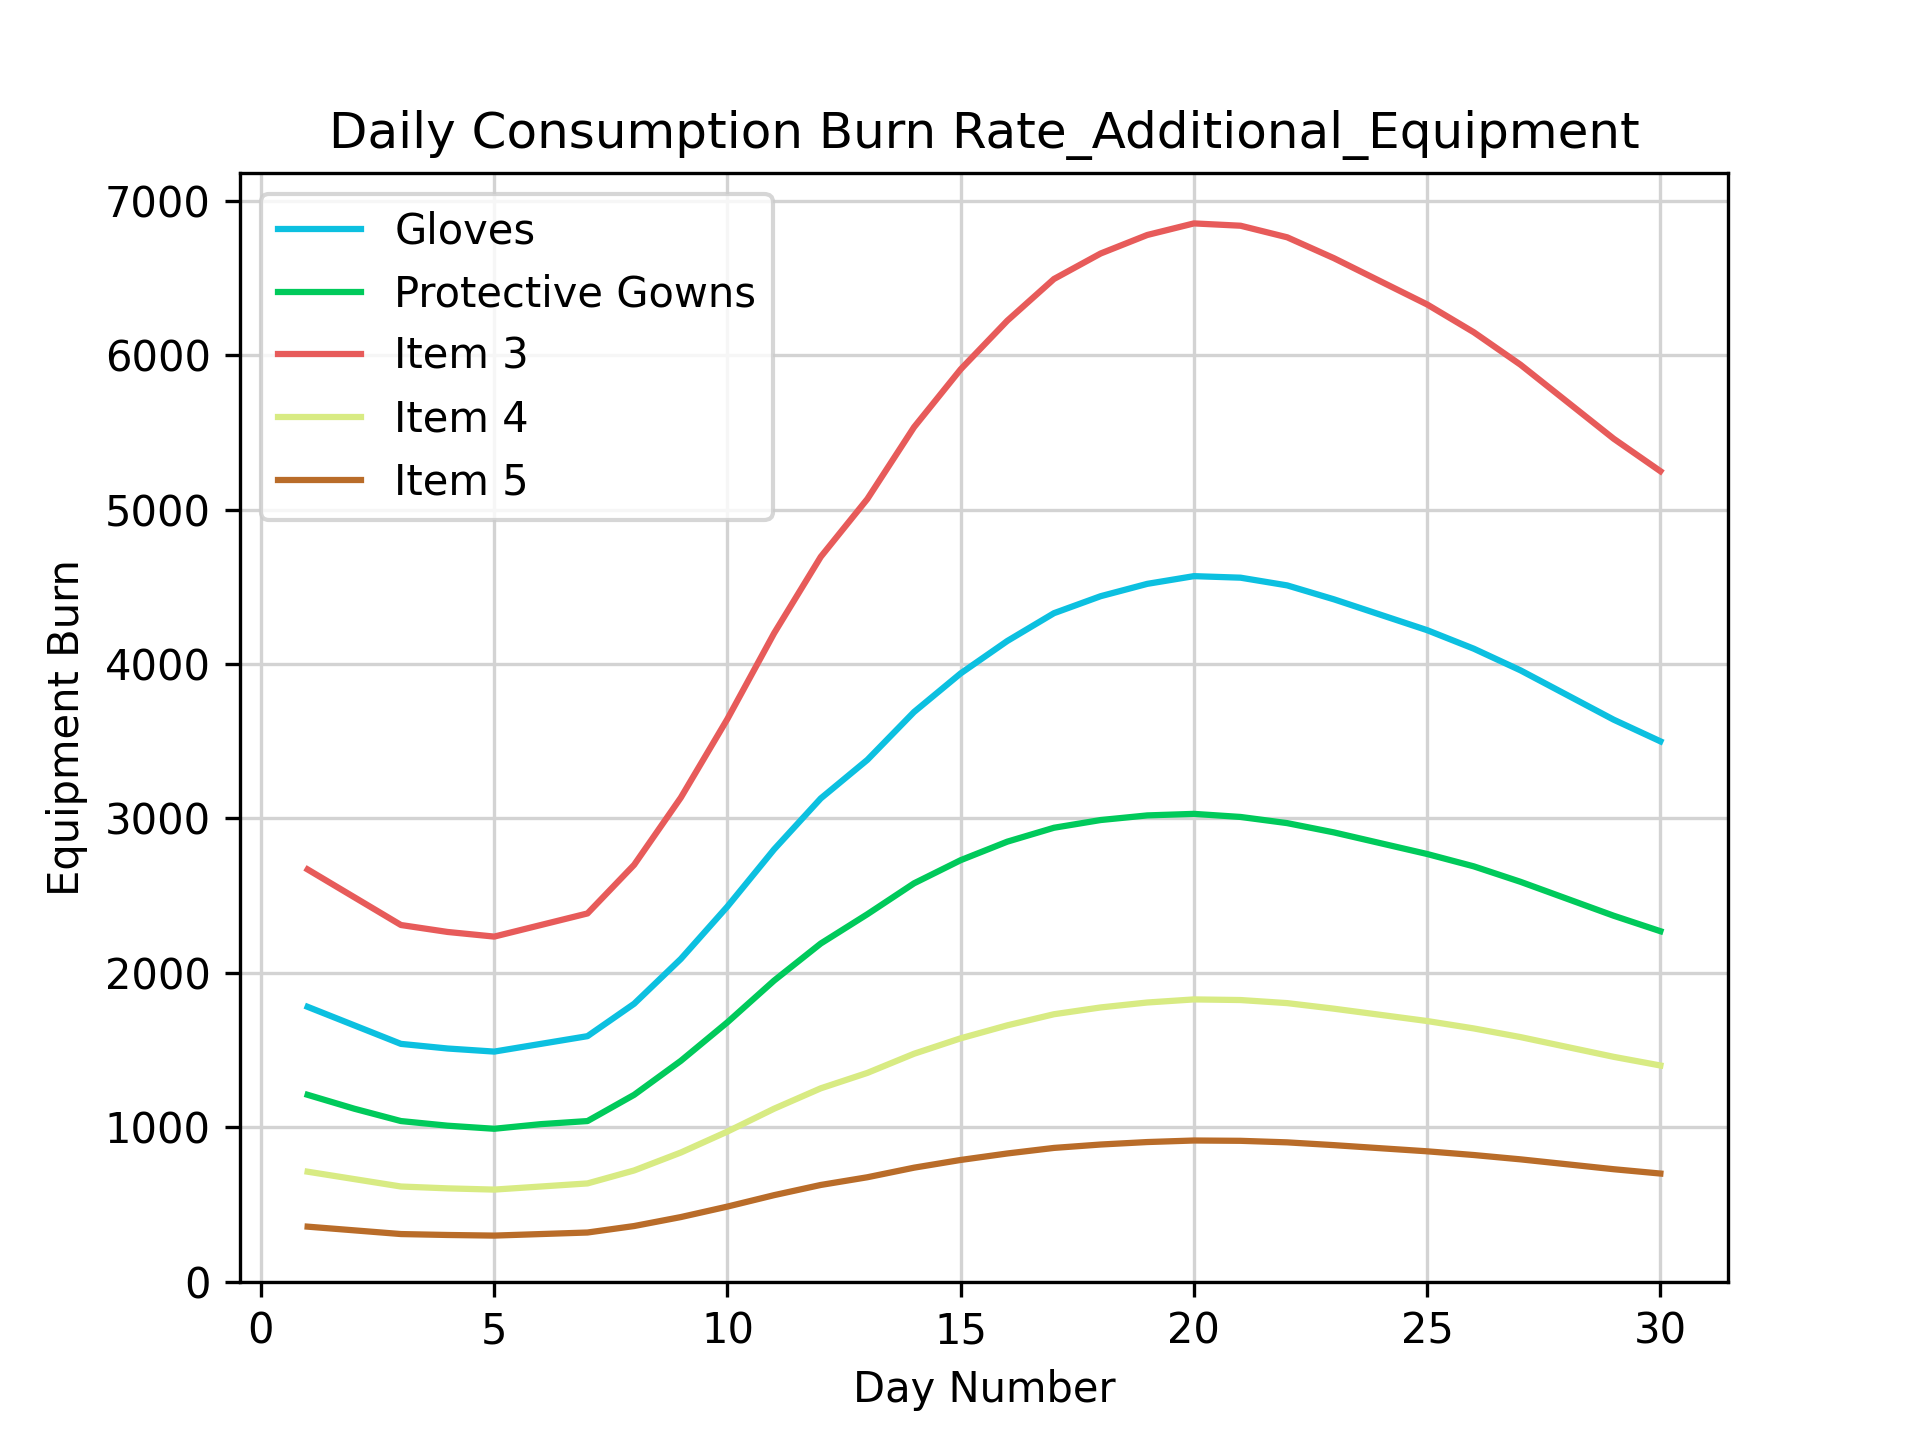 Daily Consumption Burn Rate_Additional_Equipment
7000
6000
5000
4000
3000
2000
1000
0
Equipment Burn
Gloves
Protective Gowns
Item 3
Item 4
Item 5
0 5 10 15 20 25 30
Day Number